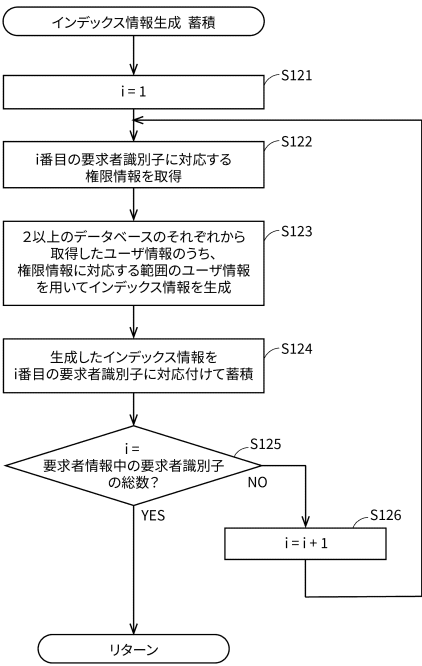 インデックス情報生成 蓄積
S121
i = 1
S122
i番目の要求者識別子に対応する
権限情報を取得
S123
２以上のデータベースのそれぞれから
取得したユーザ情報のうち、
権限情報に対応する範囲のユーザ情報
を用いてインデックス情報を生成
S124
生成したインデックス情報を
i番目の要求者識別子に対応付けて蓄積
S125
i =
要求者情報中の要求者識別子
の総数？
NO
YES
S126
i = i + 1
リターン